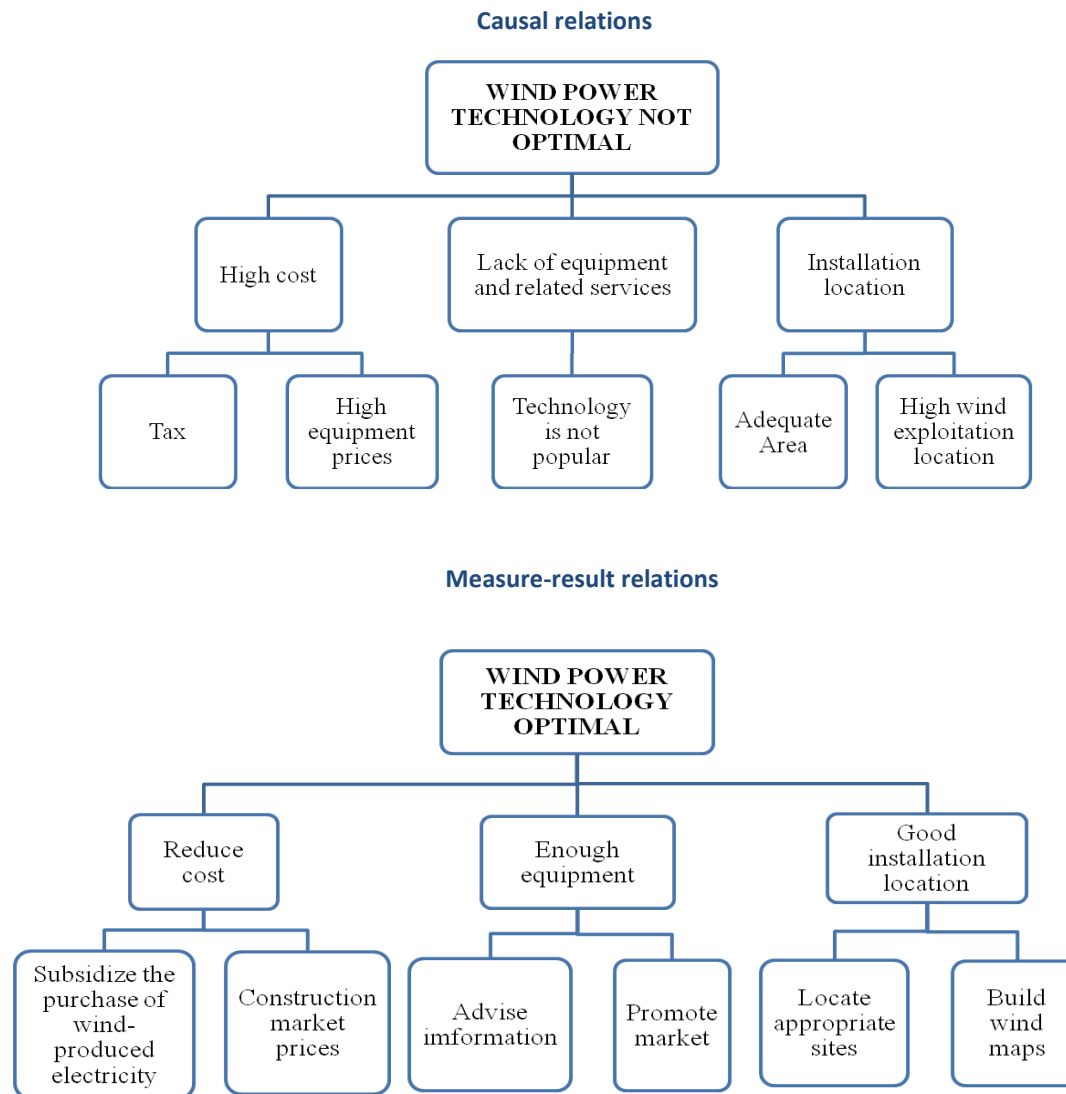 Causal relations
WIND POWER
TECHNOLOGY NOT
OPTIMAL
High cost
Lack of equipment
and related services
Installation
location
Tax
High
equipment
prices
Technology
is not
popular
Adequate
Area
High wind
exploitation
location
Measure-result relations
WIND POWER
TECHNOLOGY
OPTIMAL
Reduce
cost
Enough
equipment
Good
installation
location
Subsidize the
purchase of
wind-
produced
electricity
Construction
market
prices
Advise
imformation
Promote
market
Locate
appropriate
sites
Build
wind
maps